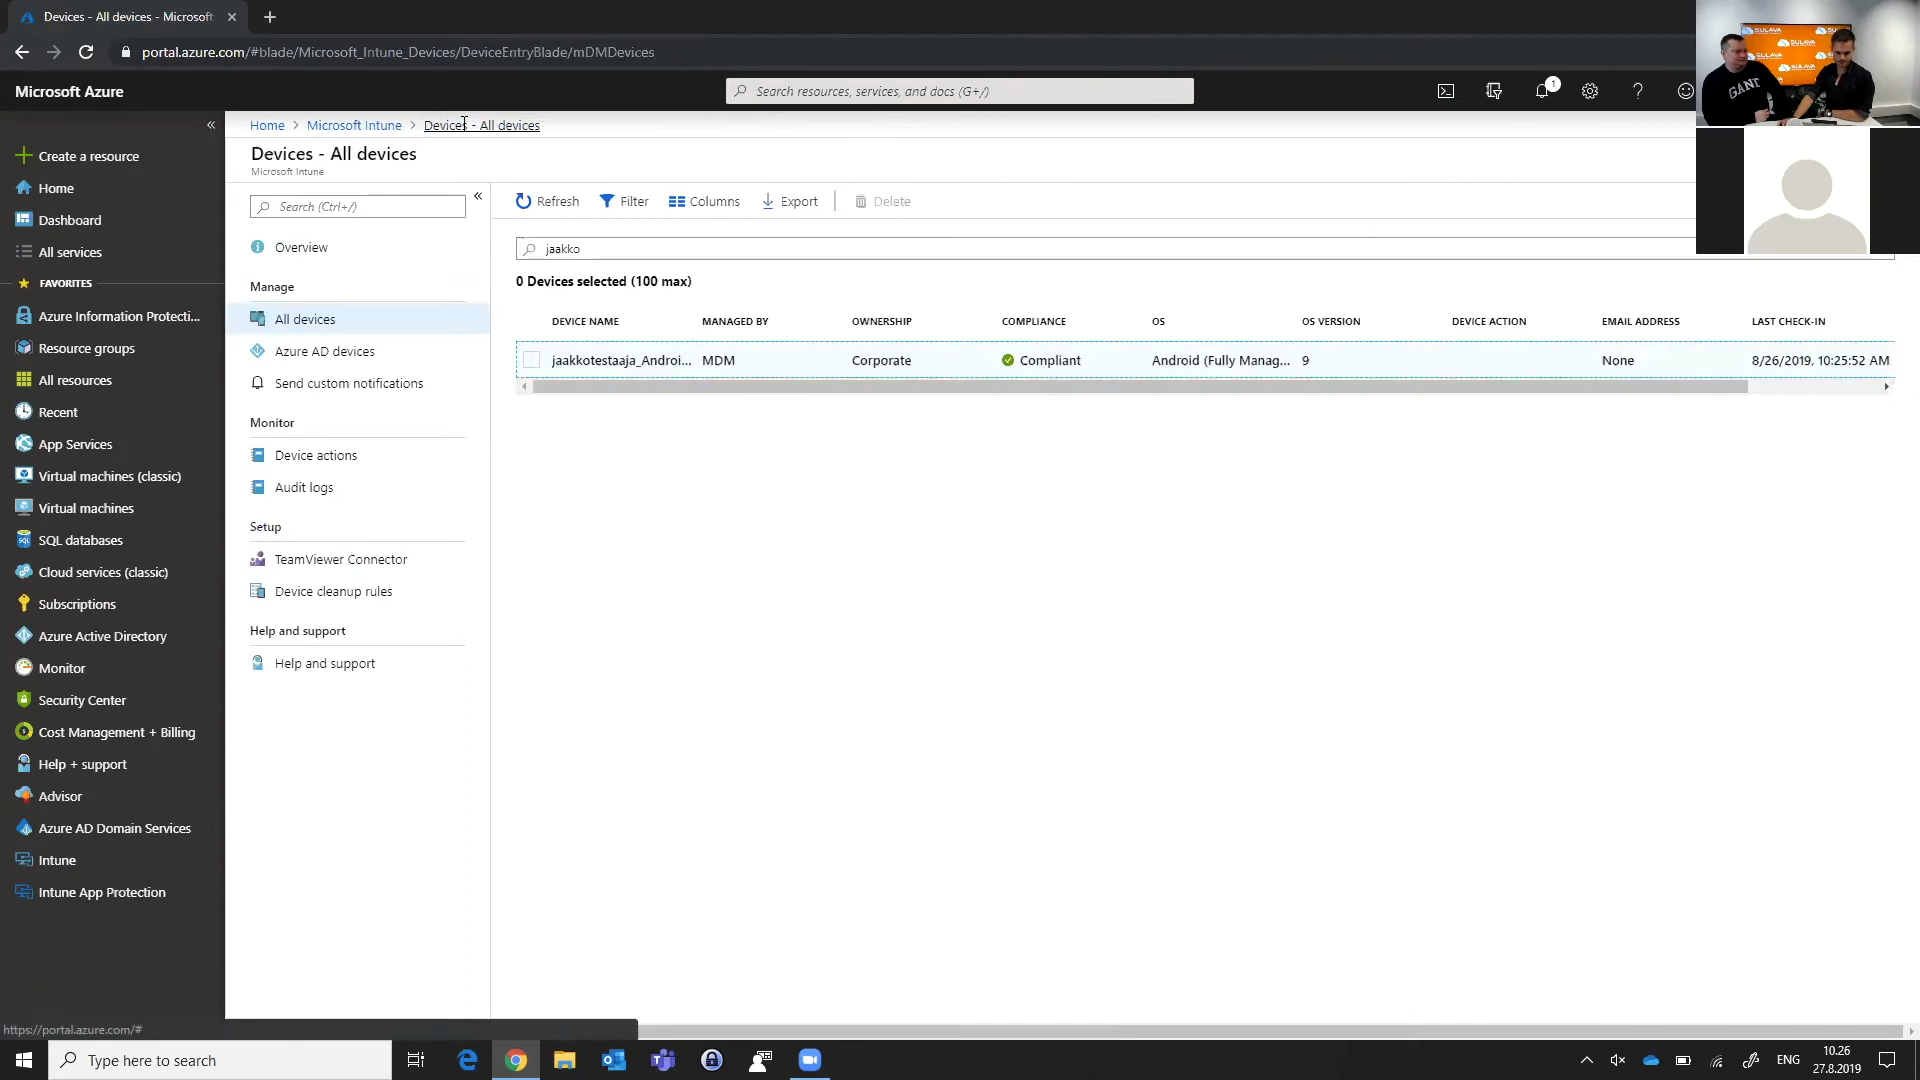 Devices - All devices - Microsoft
portal.azure.com/#blade/Microsoft_Intune_Devices/DeviceEntryBlade/mDMDevices
Microsoft Azure
Search resources, services, and docs (G+/)
1
SULAVA
SULAVA
SULAVA
SULAVA
SULAVA
GANT
Home > Microsoft Intune > Devices - All devices
Devices - All devices
Microsoft Intune
Create a resource
Home
Dashboard
All services
FAVORITES
Azure Information Protecti...
Resource groups
All resources
Recent
App Services
Virtual machines (classic)
Virtual machines
SQL databases
Cloud services (classic)
Subscriptions
Azure Active Directory
Monitor
Security Center
Cost Management + Billing
Help + support
Advisor
Azure AD Domain Services
Intune
Intune App Protection
Search (Ctrl+/)
Overview
Manage
All devices
Azure AD devices
Send custom notifications
Monitor
Device actions
Audit logs
Setup
TeamViewer Connector
Device cleanup rules
Help and support
Help and support
Refresh Filter Columns Export Delete
jaakko
0 Devices selected (100 max)
DEVICE NAME MANAGED BY OWNERSHIP COMPLIANCE OS OS VERSION DEVICE ACTION EMAIL ADDRESS LAST CHECK-IN
jaakkotestaaja_Androi... MDM Corporate Compliant Android (Fully Manag... 9 None 8/26/2019, 10:25:52 AM
https://portal.azure.com/#
Type here to search
ENG
10.26
27.8.2019